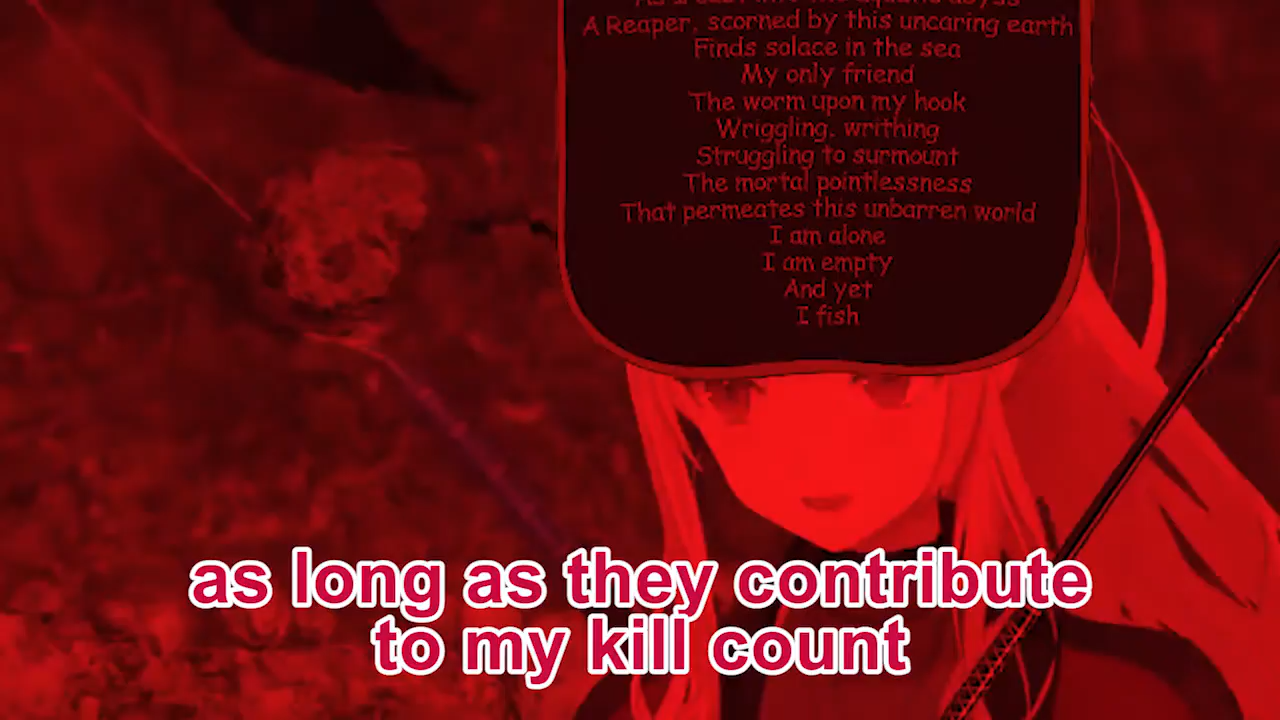 A Reaper, scorned by this uncaring earth
Finds solace in the sea
My only friend
The worm upon my hook
Wriggling, writhing
Struggling to surmount
The mortal pointlessness
That permeates this unbarren world
I am alone
I am empty
And yet
I fish
as long as they contribute
to my kill count